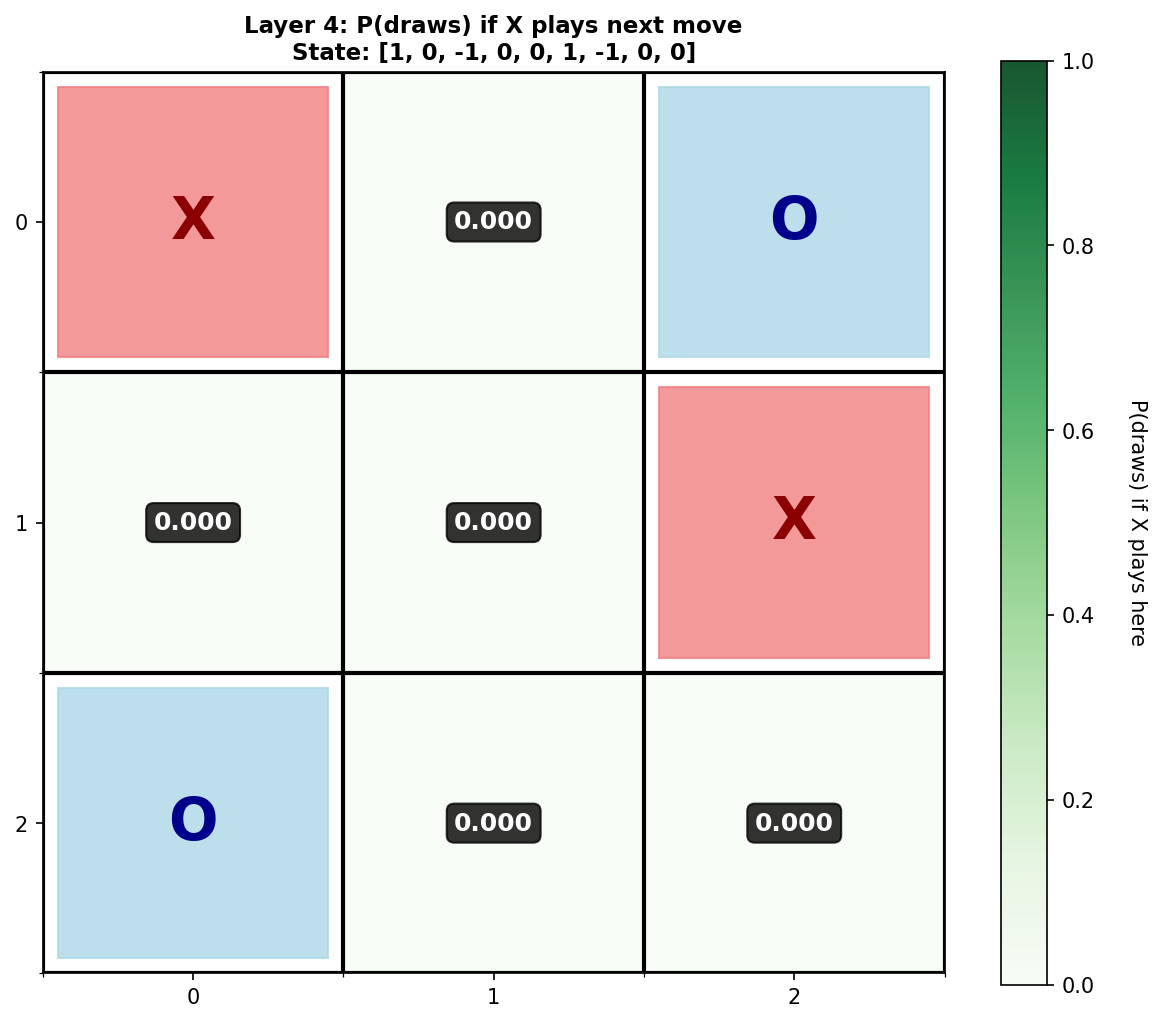 Layer 4: P(draws) if X plays next move
State: [1, 0, -1, 0, 0, 1, -1, 0, 0]
0
X
0.000
O
1
0.000
0.000
X
2
O
0.000
0.000
0
1
2
1.0
0.8
0.6
0.4
0.2
0.0
P(draws) if X plays here